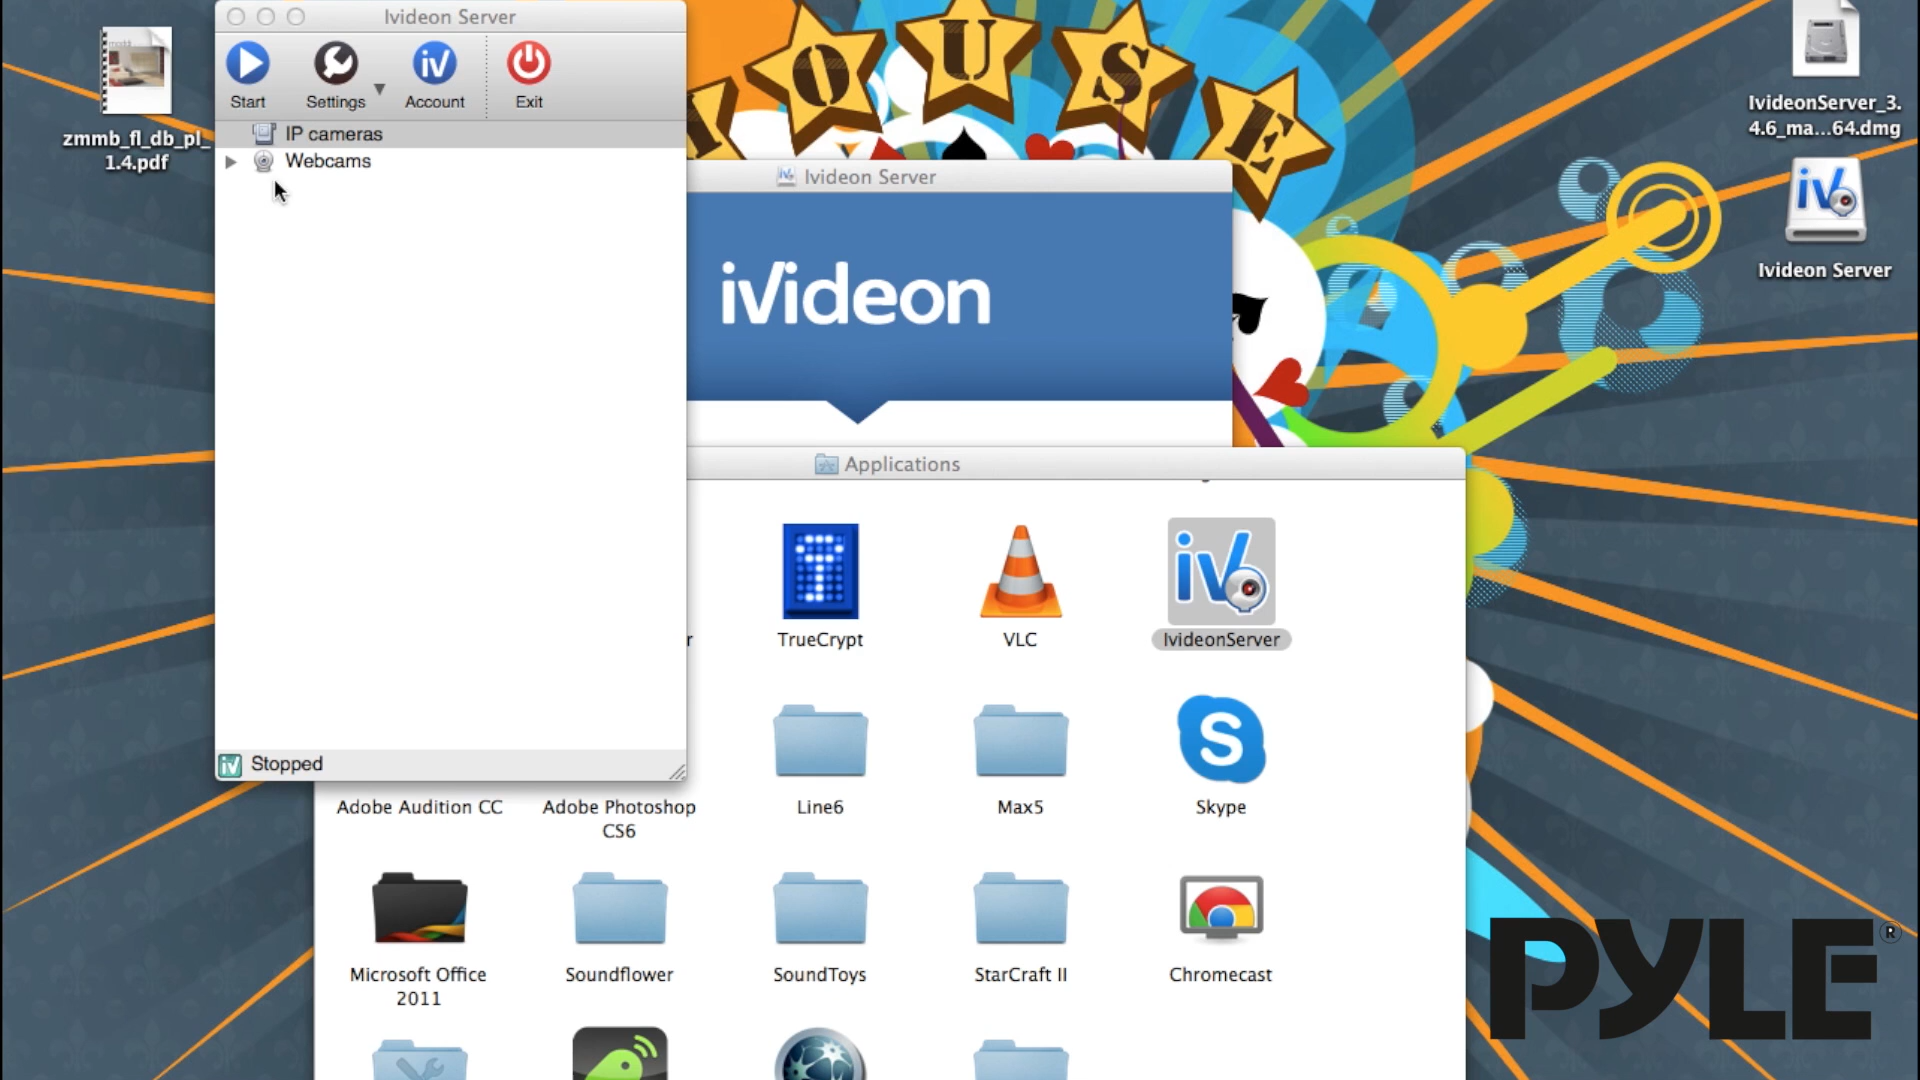 Ivideon Server
Start
Settings
Account
Exit
IP cameras
Webcams
Stopped
zmmb_fl_db_pl_
1.4.pdf
OUSE
IvideonServer_3.
4.6_ma...64.dmg
Ivideon Server
Ivideon Server
iVideon
Applications
r
TrueCrypt
VLC
IvideonServer
Adobe Audition CC
Adobe Photoshop
CS6
Line6
Max5
Skype
Microsoft Office
2011
Soundflower
SoundToys
StarCraft II
Chromecast
PYLE®